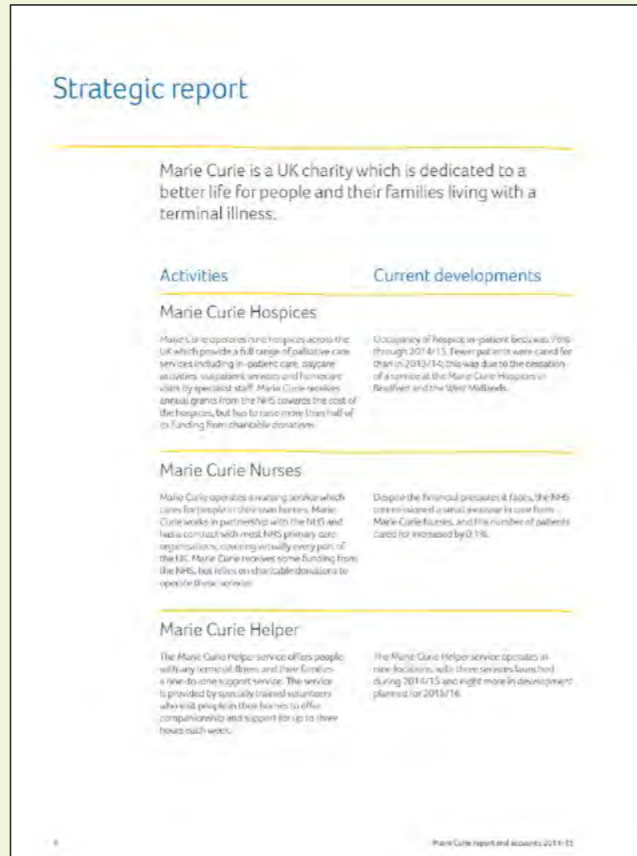 Strategic report
Marie Curie is a UK charity which is dedicated to a
better life for people and their families living with a
terminal illness.
Activities
Current developments
Marie Curie Hospices
Marie Curie operates nine hospices across the
UK which provide a full range of palliative care
services including in-patient care, daycare
activities, outpatient services and homecare
visits by specialist staff. Marie Curie receives
annual grants from the NHS towards the cost of
the hospices, but has to raise more than half of
its funding from charitable donations.
Occupancy of hospice in-patient beds was
through 2014/15. Fewer patients were cared for
than in 2013/14; this was due to the cessation
of a service at the Marie Curie Hospices in
Bradford and the West Midlands.
Marie Curie Nurses
Marie Curie operates a nursing service which
cares for people in their own homes. Marie
Curie works in partnership with the NHS and
has a contract with most NHS primary care
organisations, covering virtually every part of
the UK. Marie Curie receives some funding from
the NHS, but relies on charitable donations to
operate these services.
Despite the financial pressures it faces, the NHS
commissioned a small increase in care from
Marie Curie Nurses, and the number of patients
cared for increased by 0.1%.
Marie Curie Helper
The Marie Curie Helper service offers people
with any terminal illness and their families
a one-to-one support service. The service
is provided by specially trained volunteers
who visit people in their homes to offer
companionship and support for up to three
hours each week.
The Marie Curie Helper service operates in
nine locations, with three services launched
during 2014/15 and eight more in development
planned for 2015/16.
Marie Curie report and accounts 2014-15